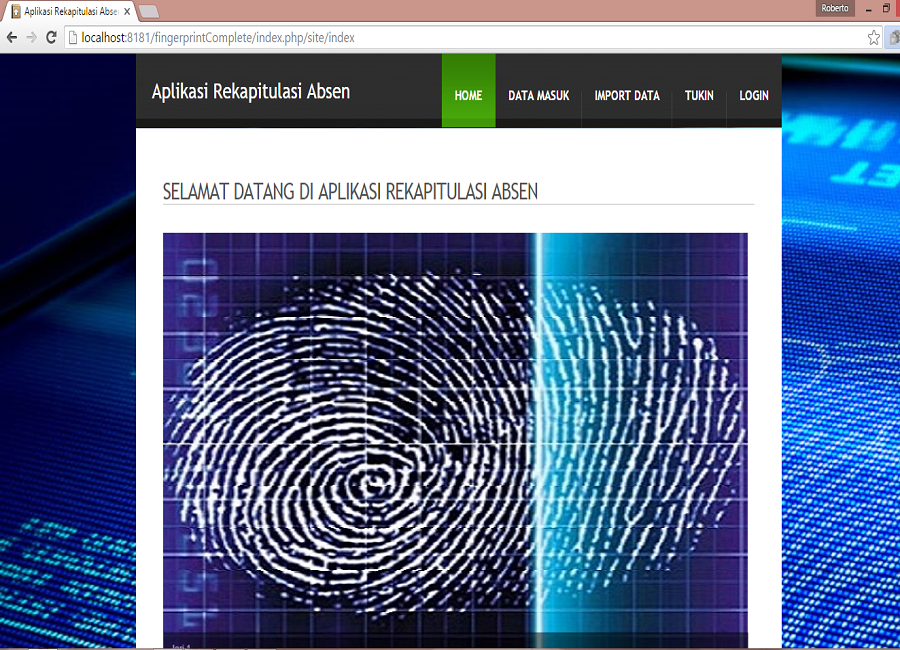 Aplikasi Rekapitulasi Abse
Roberto
localhost:8181/fingerprintComplete/index.php/site/index
Aplikasi Rekapitulasi Absen
HOME DATA MASUK IMPORT DATA TUKIN LOGIN
SELAMAT DATANG DI APLIKASI REKAPITULASI ABSEN